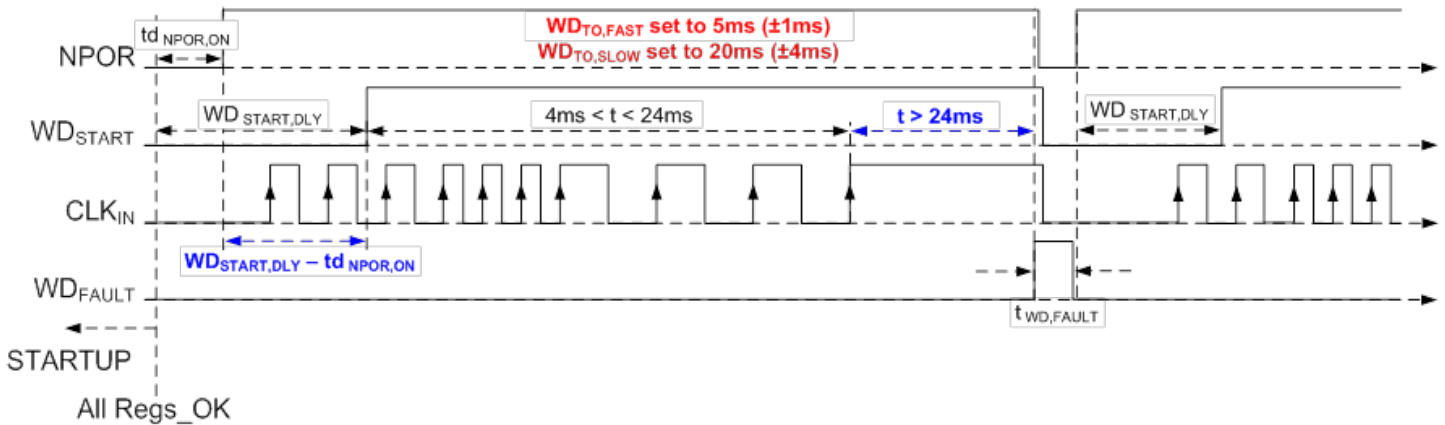 td NPOR,ON
WDTO,FAST set to 5ms (±1ms)
WDTO,SLOW set to 20ms (±4ms)
NPOR
WD START,DLY
4ms < t < 24ms
t > 24ms
WD START,DLY
WDSTART
CLKIN
WDSTART,DLY – td NPOR,ON
WDFAULT
t WD,FAULT
STARTUP
All Regs_OK